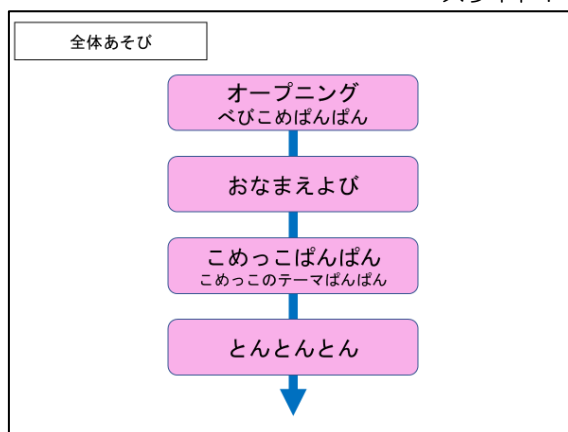 全体あそび
オープニング
べびこめぱんぱん
おなまえよび
こめっこぱんぱん
こめっこのテーマぱんぱん
とんとんとん